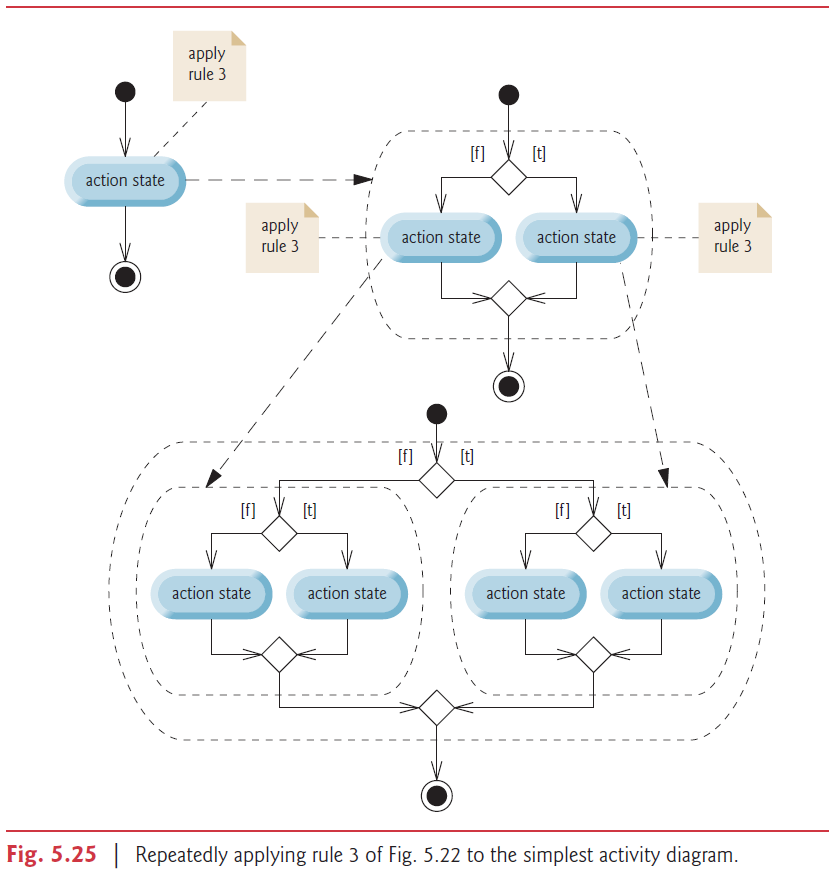 apply
rule 3
action state
[f]
[t]
apply
rule 3
action state
action state
apply
rule 3
[f]
[t]
[f]
[t]
[f]
[t]
action state
action state
action state
action state
Fig. 5.25 | Repeatedly applying rule 3 of Fig. 5.22 to the simplest activity diagram.